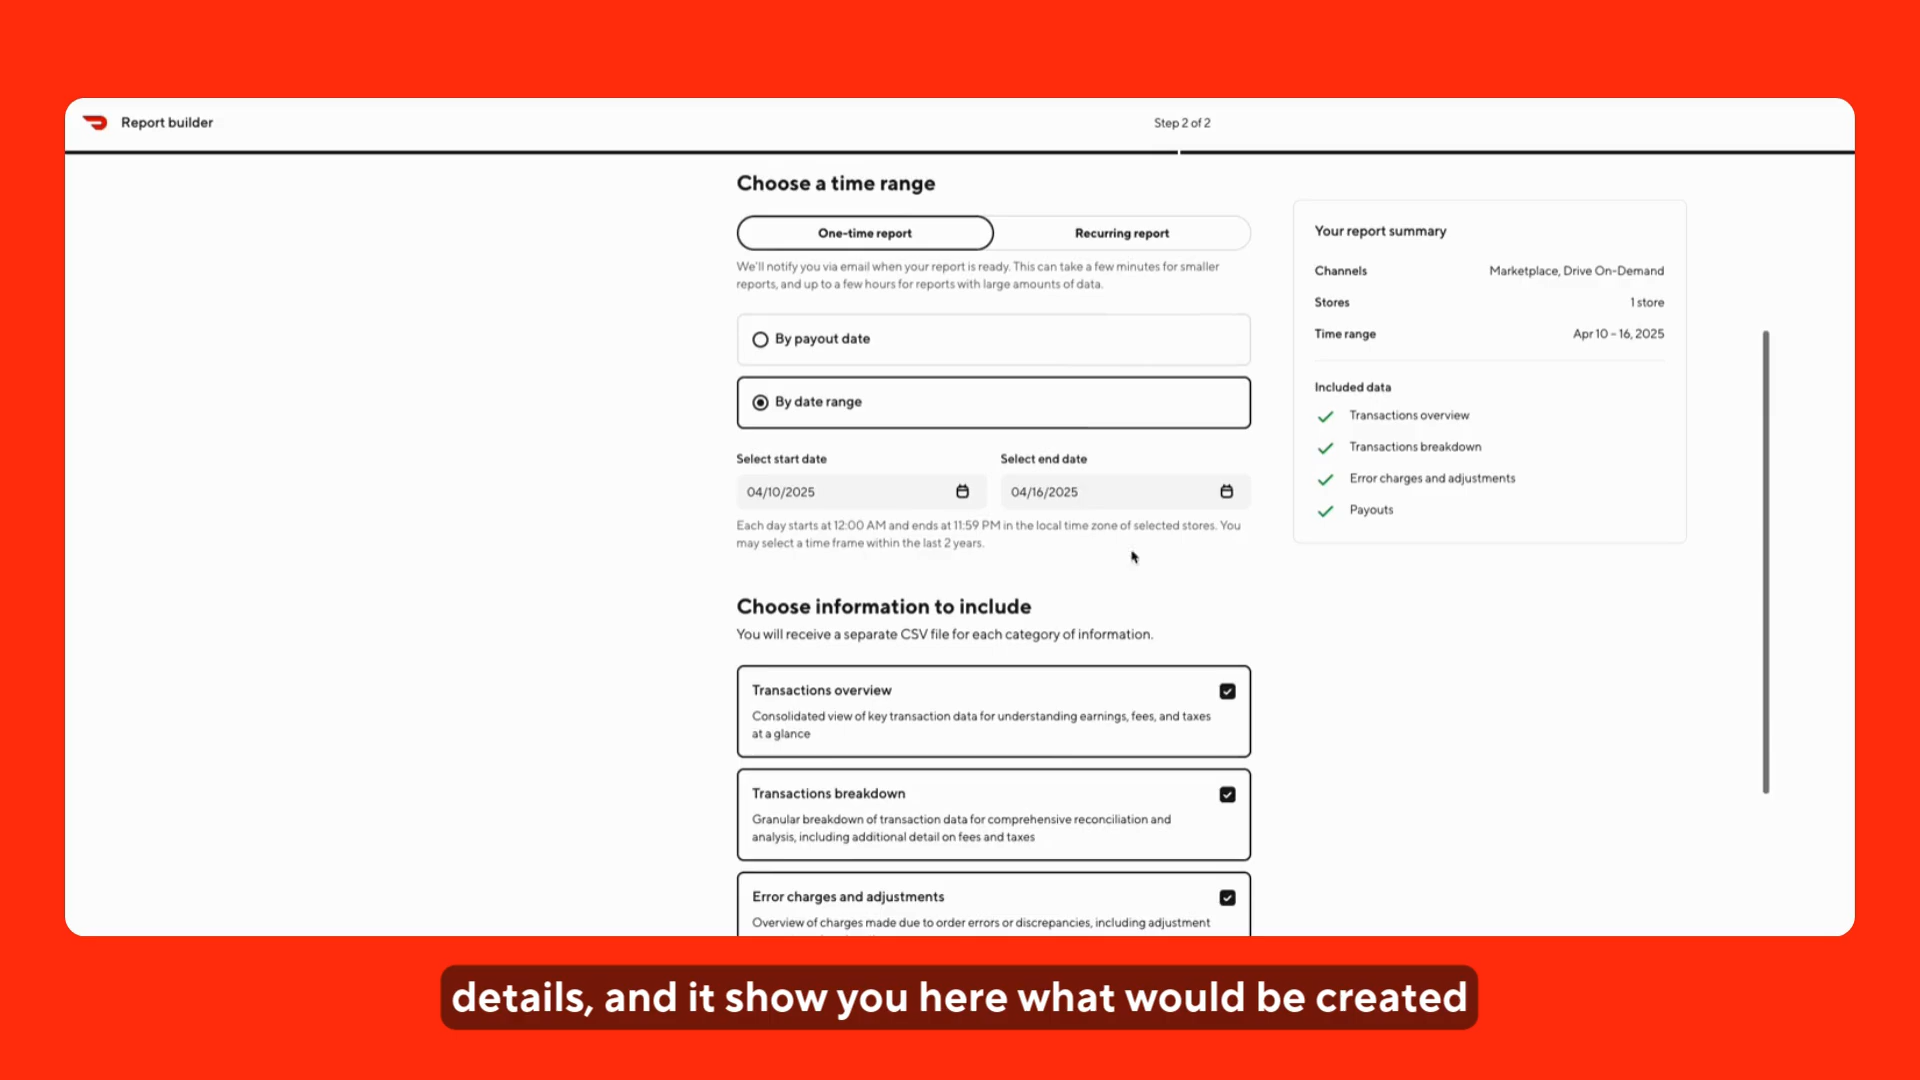 Report builder
Step 2 of 2
Choose a time range
One-time report
Recurring report
We'll notify you via email when your report is ready. This can take a few minutes for smaller
reports, and up to a few hours for reports with large amounts of data.
By payout date
By date range
Select start date
Select end date
04/10/2025
04/16/2025
Each day starts at 12:00 AM and ends at 11:59 PM in the local time zone of selected stores. You
may select a time frame within the last 2 years.
Choose information to include
You will receive a separate CSV file for each category of information.
Transactions overview
Consolidated view of key transaction data for understanding earnings, fees, and taxes
at a glance
Transactions breakdown
Granular breakdown of transaction data for comprehensive reconciliation and
analysis, including additional detail on fees and taxes
Error charges and adjustments
Overview of charges made due to order errors or discrepancies, including adjustment
Your report summary
Channels
Marketplace, Drive On-Demand
Stores
1 store
Time range
Apr 10 – 16, 2025
Included data
Transactions overview
Transactions breakdown
Error charges and adjustments
Payouts
details, and it show you here what would be created